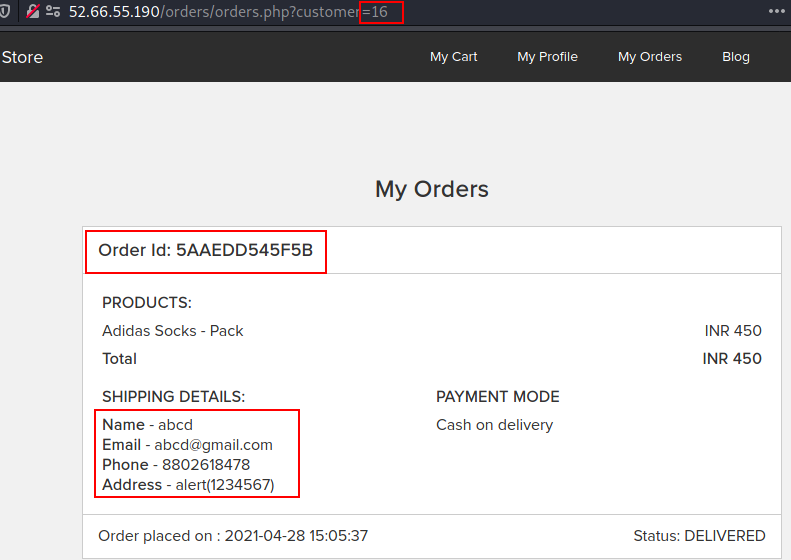 52.66.55.190/orders/orders.php?customer=16
Store My Cart My Profile My Orders Blog
My Orders
Order Id: 5AAEDD545F5B
PRODUCTS:
Adidas Socks - Pack INR 450
Total INR 450
SHIPPING DETAILS: PAYMENT MODE
Name - abcd Cash on delivery
Email - abcd@gmail.com
Phone - 8802618478
Address - alert(1234567)
Order placed on : 2021-04-28 15:05:37 Status: DELIVERED